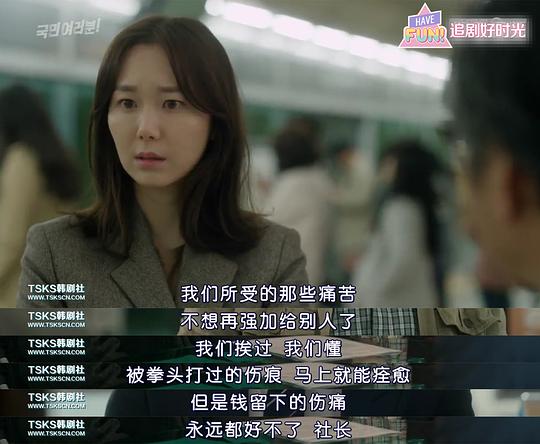 국민 여러분!
HAVE
FUN!
追剧好时光
TSKS韩剧社
WWW.TSKSCN.COM
我们所受的那些痛苦
TSKS韩剧社
WWW.TSKSCN.COM
不想再强加给别人了
TSKS韩剧社
WWW.TSKSCN.COM
我们挨过 我们懂
TSKS韩剧社
WWW.TSKSCN.COM
被拳头打过的伤痕 马上就能痊愈
TSKS韩剧社
WWW.TSKSCN.COM
但是钱留下的伤痛
TSKS韩剧社
WWW.TSKSCN.COM
永远都好不了 社长